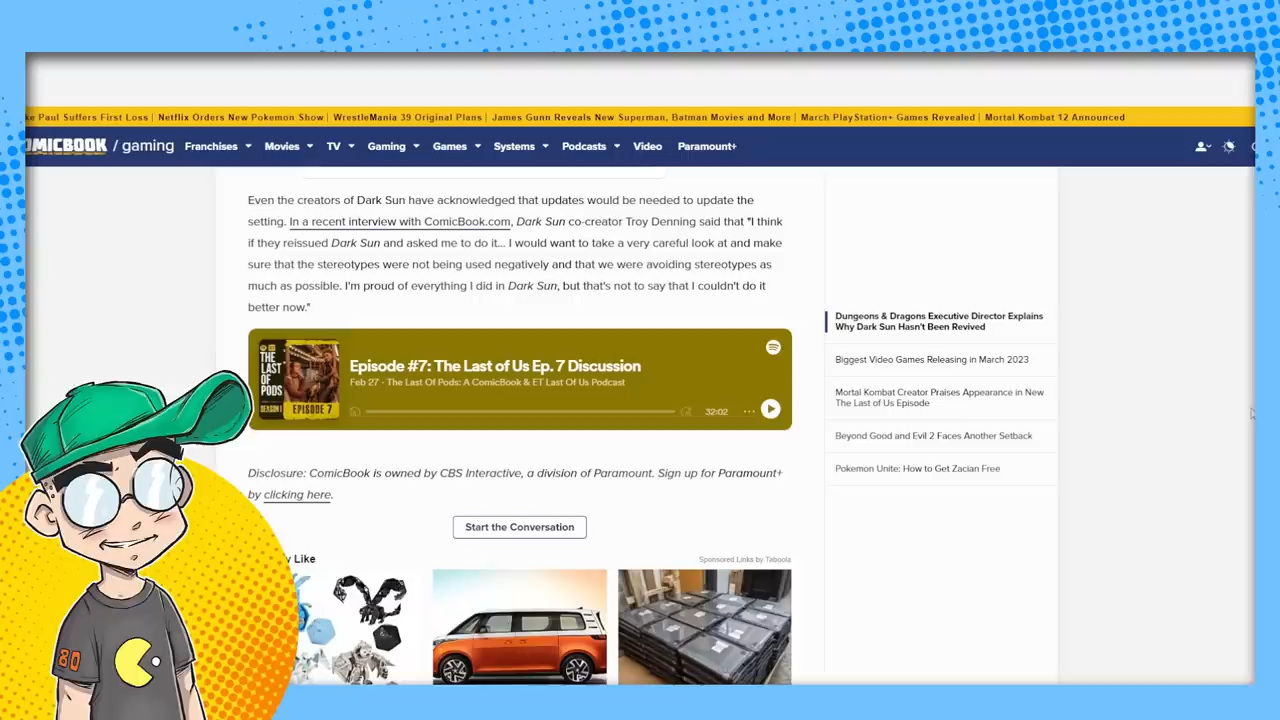 ke Paul Suffers First Loss | Netflix Orders New Pokemon Show | WrestleMania 39 Original Plans | James Gunn Reveals New Superman, Batman Movies and More | March PlayStation+ Games Revealed | Mortal Kombat 12 Announced
OMICBOOK / gaming Franchises Movies TV Gaming Games Systems Podcasts Video Paramount+
Even the creators of Dark Sun have acknowledged that updates would be needed to update the
setting. In a recent interview with ComicBook.com, Dark Sun co-creator Troy Denning said that "I think
if they reissued Dark Sun and asked me to do it... I would want to take a very careful look at and make
sure that the stereotypes were not being used negatively and that we were avoiding stereotypes as
much as possible. I'm proud of everything I did in Dark Sun, but that's not to say that I couldn't do it
better now."
THE
LAST
OF
PODS
SEASON 1
EPISODE 7
Episode #7: The Last of Us Ep. 7 Discussion
Feb 27 · The Last Of Pods: A ComicBook & ET Last Of Us Podcast
32:02
Disclosure: ComicBook is owned by CBS Interactive, a division of Paramount. Sign up for Paramount+
by clicking here.
Start the Conversation
y Like
Sponsored Links by Taboola
Dungeons & Dragons Executive Director Explains
Why Dark Sun Hasn't Been Revived
Biggest Video Games Releasing in March 2023
Mortal Kombat Creator Praises Appearance in New
The Last of Us Episode
Beyond Good and Evil 2 Faces Another Setback
Pokemon Unite: How to Get Zacian Free
80